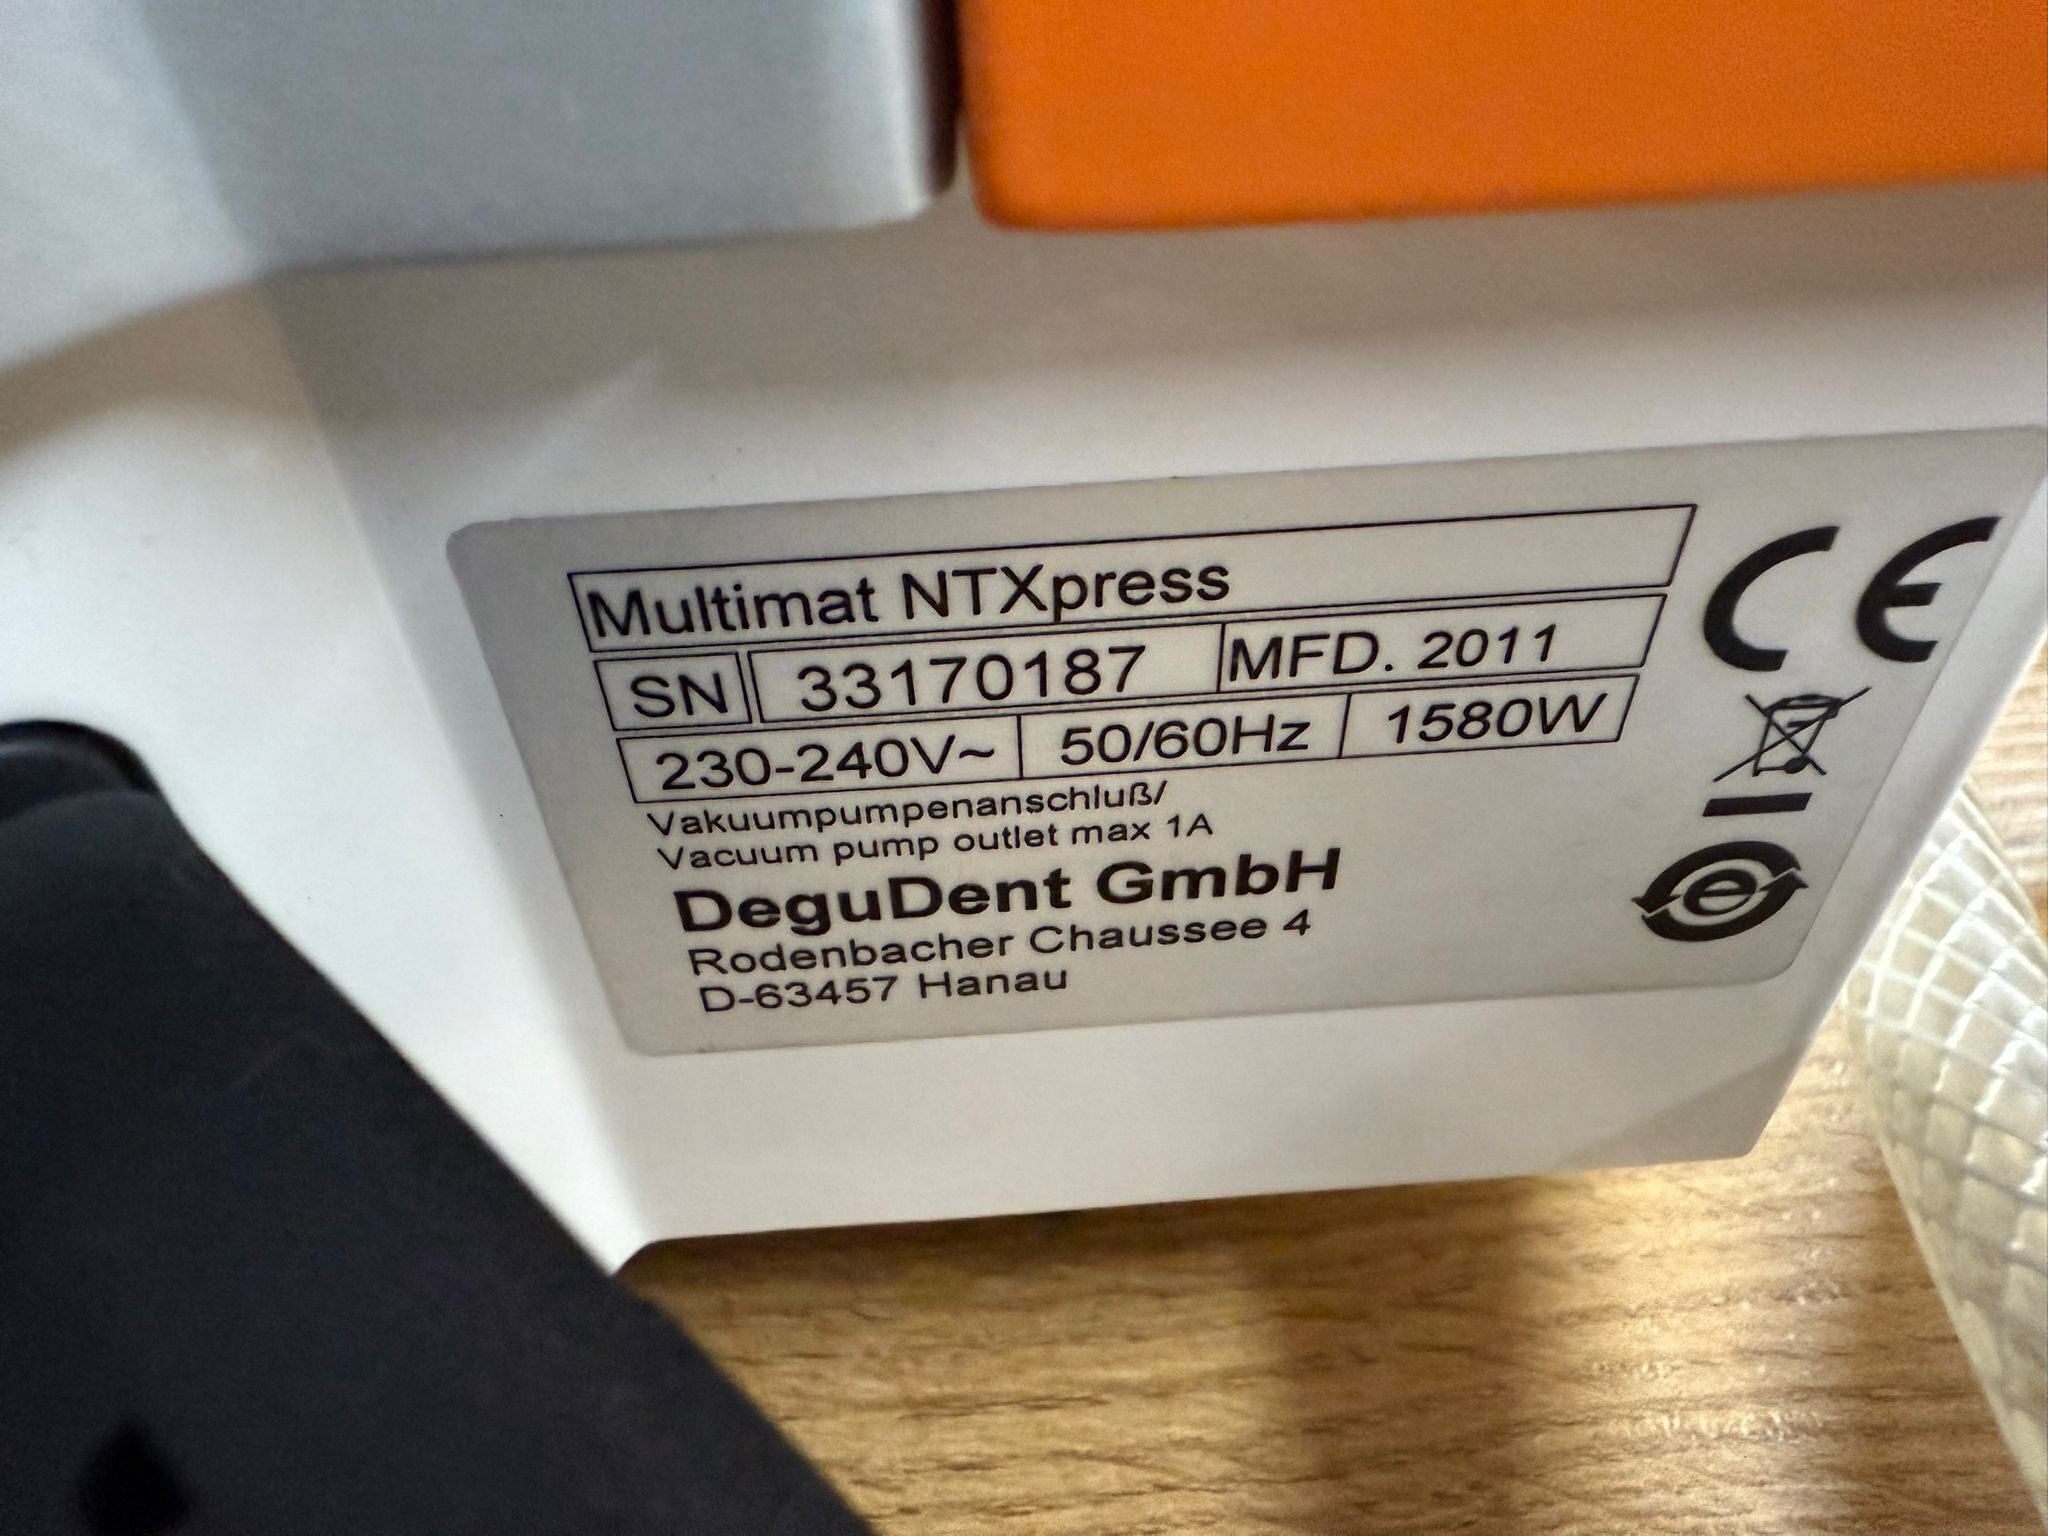 Multimat NTXpress
SN 33170187 MFD. 2011
230-240V~ 50/60Hz 1580W
Vakuumpumpenanschluß/
Vacuum pump outlet max 1A
DeguDent GmbH
Rodenbacher Chaussee 4
D-63457 Hanau
CE
e